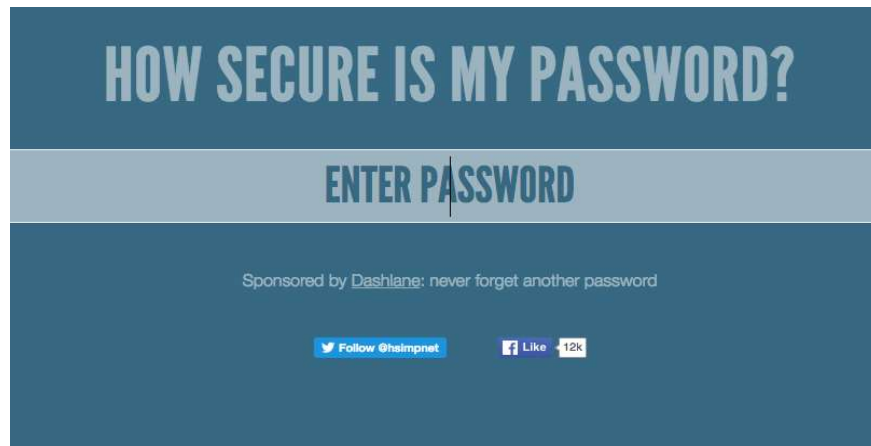 HOW SECURE IS MY PASSWORD?
ENTER PASSWORD
Sponsored by Dashlane: never forget another password
Follow @hsimpnet
Like 12k